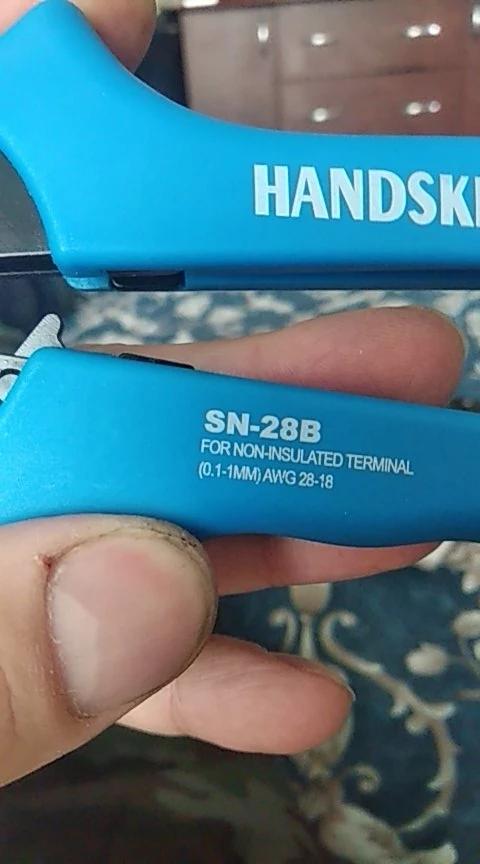 HANDSK
SN-28B
FOR NON-INSULATED TERMINAL
(0.1-1MM) AWG 28-18